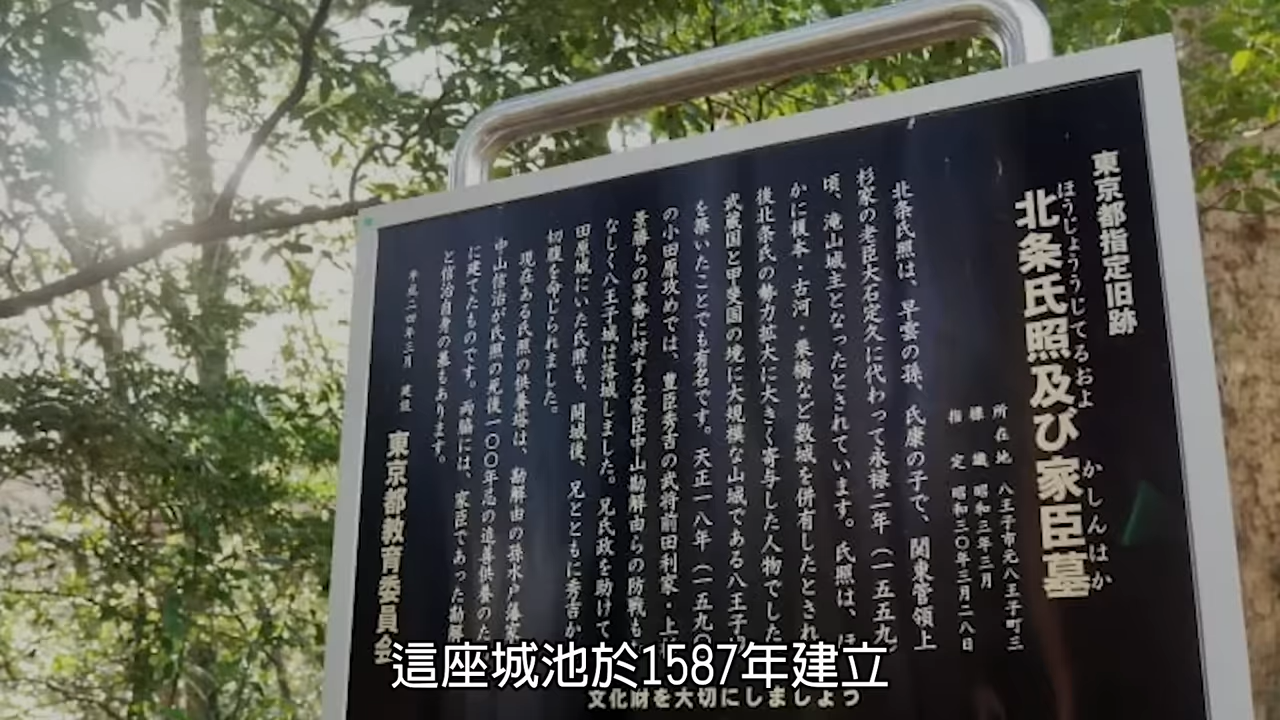 東京都指定旧跡
ほうじょううじてるおよ かしんはか
北条氏照及び家臣墓
所在地 八王子市元八王子町三
標識 昭和三年三月
指定 昭和三〇年三月二八日
北条氏照は、早雲の孫、氏康の子で、関東管領上
杉家の老臣大石定久に代わって永禄二年（一五五九
頃、滝山城主となったとされています。氏照は、ほ
かに榎本・古河・栗橋など数城を併有したとされ
後北条氏の勢力拡大に大きく寄与した人物でした
武蔵国と甲斐国の境に大規模な山城である八王子
を築いたことでも有名です。天正一八年（一五九〇
の小田原攻めでは、豊臣秀吉の武将前田利家・上杉
景勝らの軍勢に対する家臣中山勘解由らの防戦も
なしく八王子城は落城しました。兄氏政を助けて
田原城にいた氏照も、開城後、兄とともに秀吉か
切腹を命じられました。
現在ある氏照の供養塔は、勘解由の孫水戸藩家
中山信治が氏照の死後一〇〇年忌の追善供養のた
に建てたものです。両脇には、家臣であった勘解
と信治自身の墓もあります。
平成二四年三月 建設
東京都教育委員会
文化財を大切にしましょう
這座城池於1587年建立